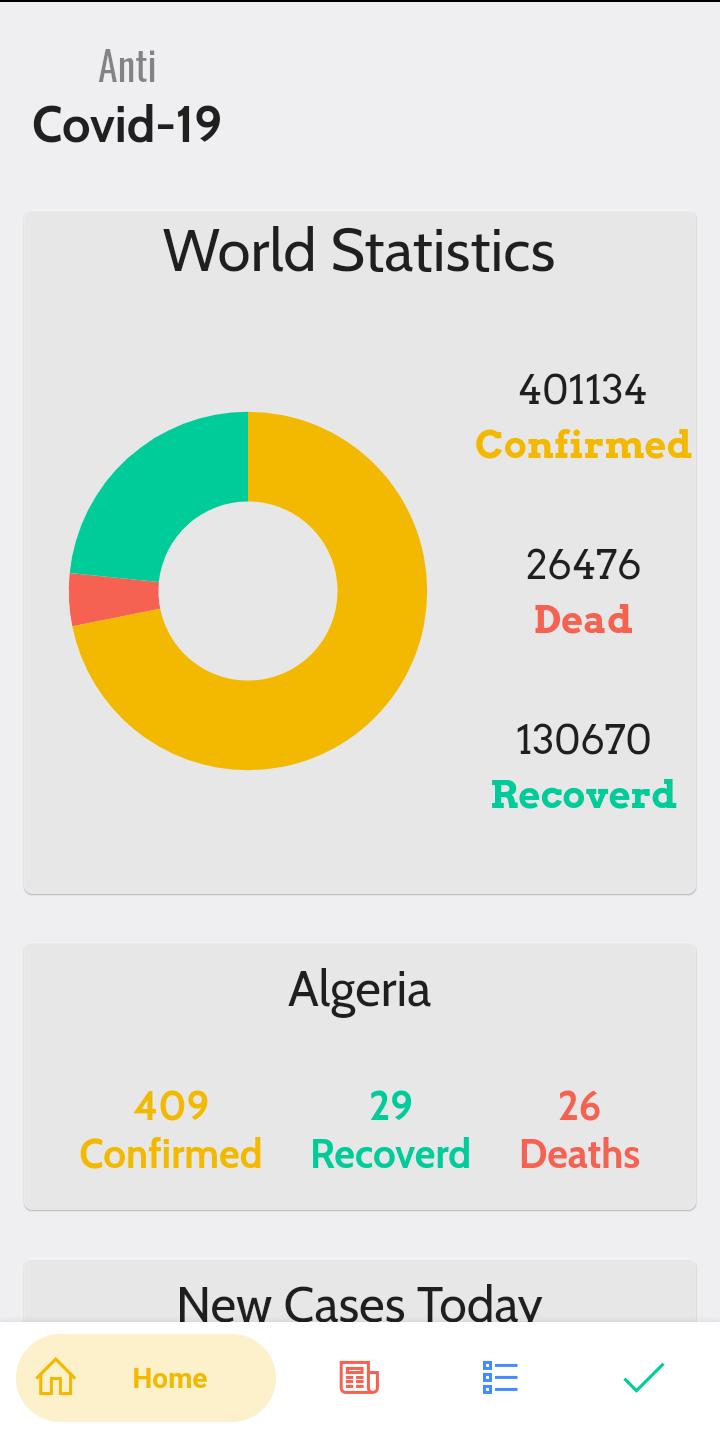 Anti
Covid-19
World Statistics
401134
Confirmed
26476
Dead
130670
Recoverd
Algeria
409 29 26
Confirmed Recoverd Deaths
New Cases Today
Home